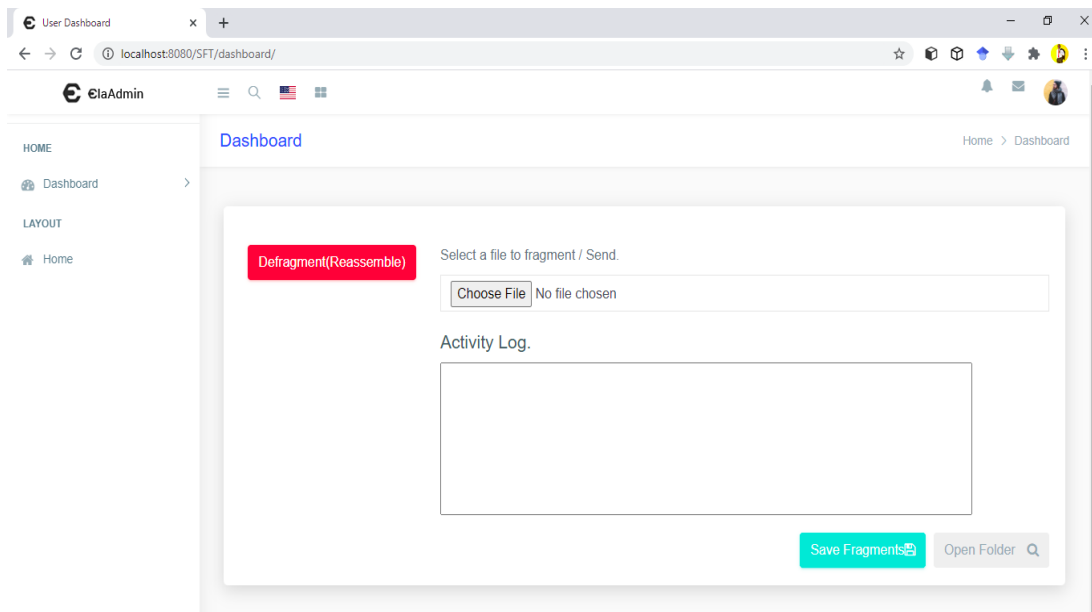 User Dashboard
localhost:8080/SFT/dashboard/
ElaAdmin
Dashboard
Home > Dashboard
HOME
Dashboard
LAYOUT
Home
Defragment(Reassemble)
Select a file to fragment / Send.
Choose File No file chosen
Activity Log.
Save Fragments
Open Folder